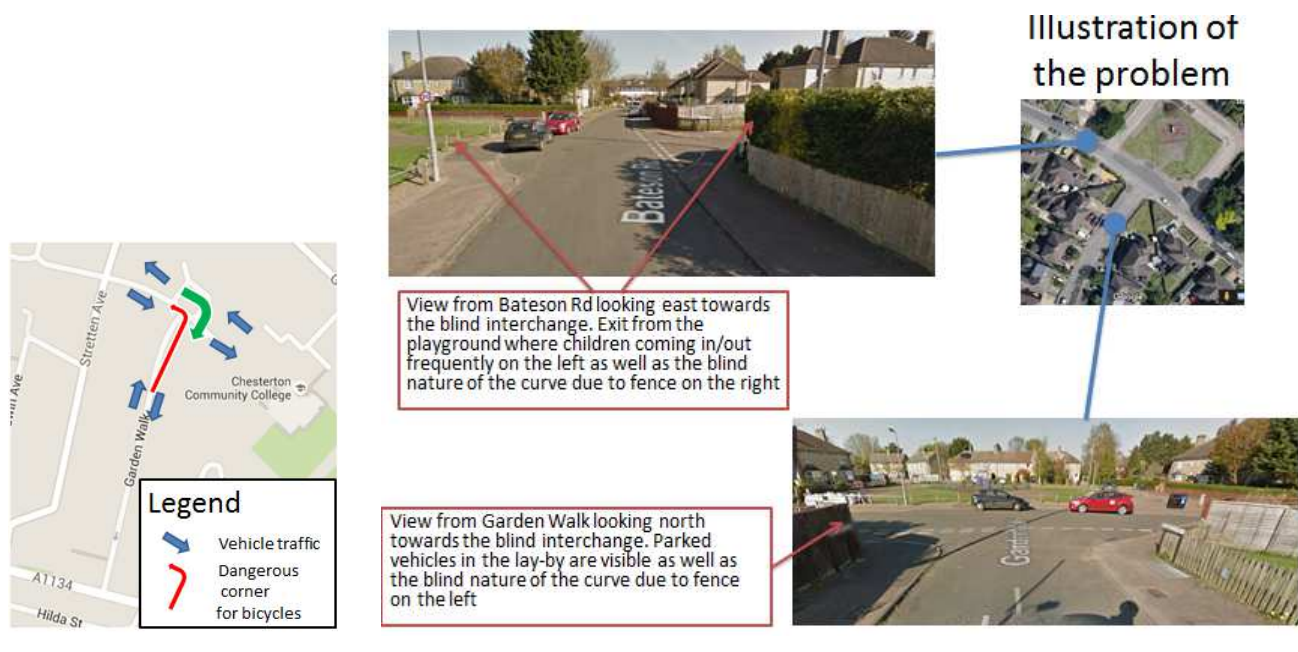 Illustration of
the problem
Bateson Rd
View from Bateson Rd looking east towards
the blind interchange. Exit from the
playground where children coming in/out
frequently on the left as well as the blind
nature of the curve due to fence on the right
Stretten Ave
Chesterton
Community College
Garden Walk
A1134
Hilda St
Legend
Vehicle traffic
Dangerous
corner
for bicycles
View from Garden Walk looking north
towards the blind interchange. Parked
vehicles in the lay-by are visible as well as
the blind nature of the curve due to fence
on the left